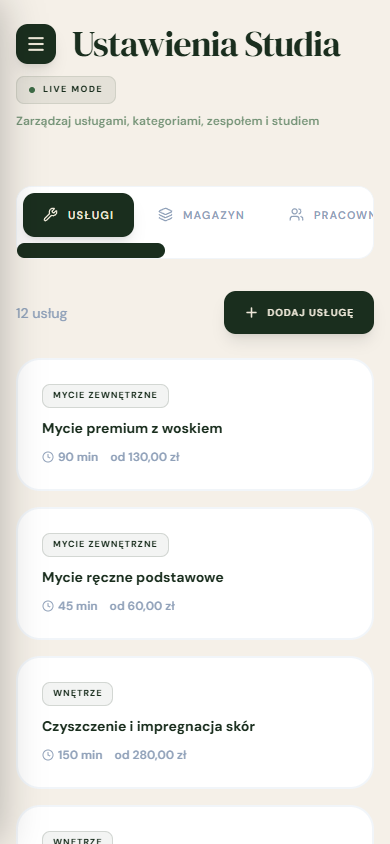 Ustawienia Studia
LIVE MODE
Zarządzaj usługami, kategoriami, zespołem i studiem
USŁUGI
MAGAZYN
PRACOWN
12 usług
DODAJ USŁUGĘ
MYCIE ZEWNĘTRZNE
Mycie premium z woskiem
90 min od 130,00 zł
MYCIE ZEWNĘTRZNE
Mycie ręczne podstawowe
45 min od 60,00 zł
WNĘTRZE
Czyszczenie i impregnacja skór
150 min od 280,00 zł
WNĘTRZE